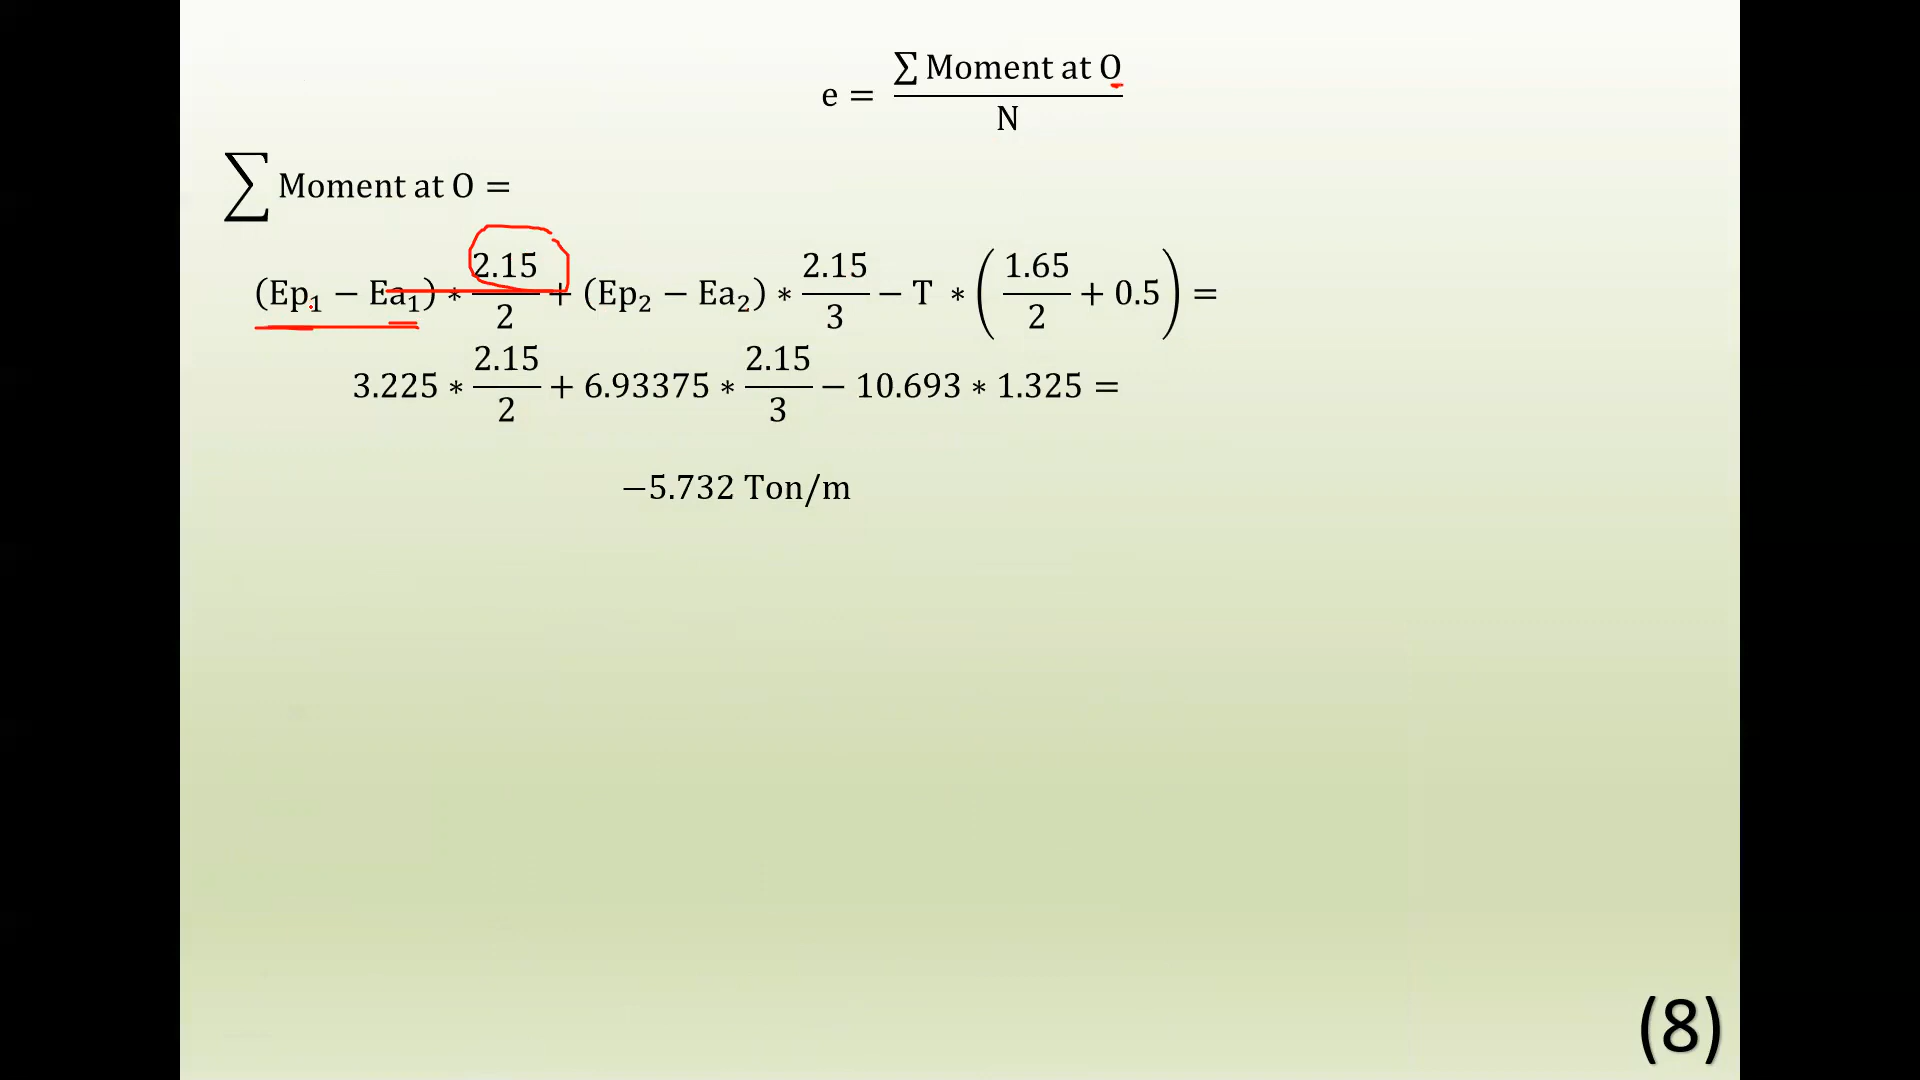 e = ∑ Moment at O / N
∑ Moment at O =
(Ep₁ − Ea₁) ∗ 2.15/2 + (Ep₂ − Ea₂) ∗ 2.15/3 − T ∗ (1.65/2 + 0.5) =
3.225 ∗ 2.15/2 + 6.93375 ∗ 2.15/3 − 10.693 ∗ 1.325 =
−5.732 Ton/m
(8)